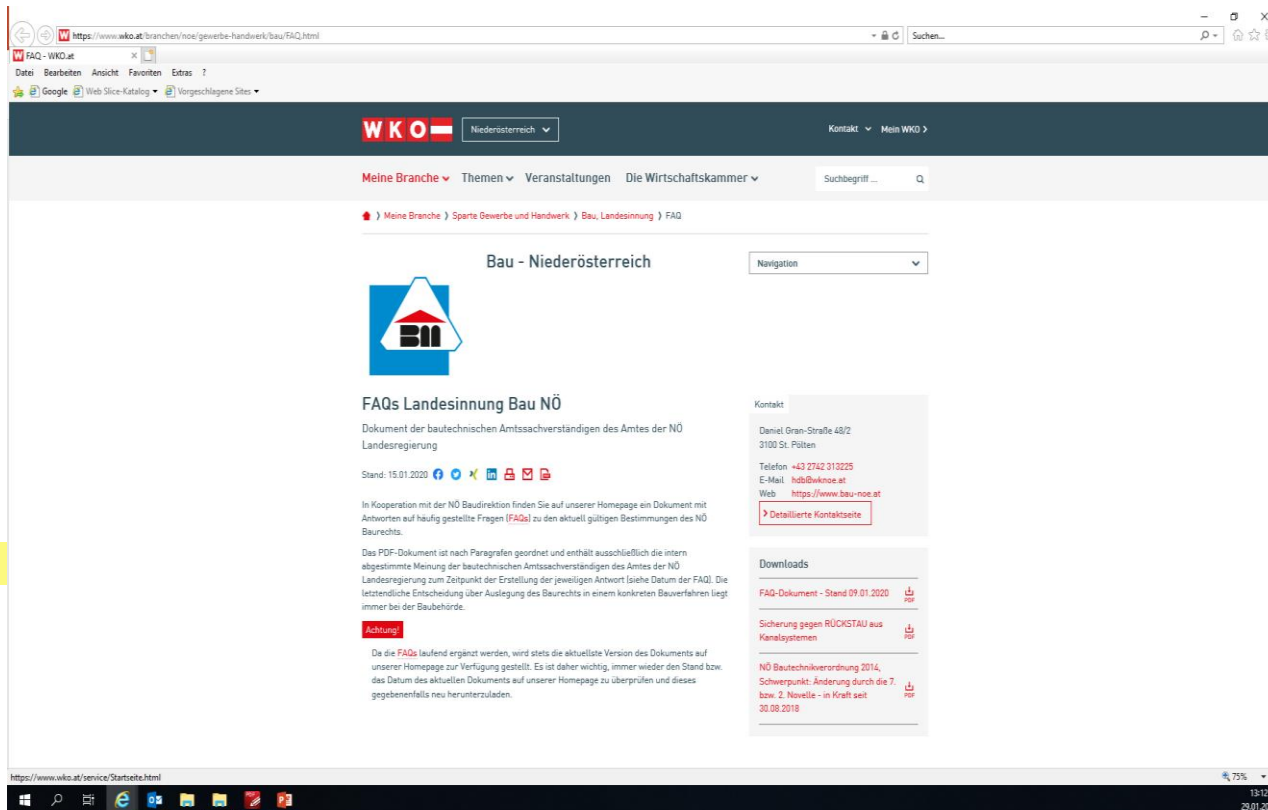 https://www.wko.at/branchen/noe/gewerbe-handwerk/bau/FAQ.html
Suchen...
FAQ - WKO.at
Datei Bearbeiten Ansicht Favoriten Extras ?
Google Web Slice-Katalog Vorgeschlagene Sites
WKO Niederösterreich Kontakt Mein WKO
Meine Branche Themen Veranstaltungen Die Wirtschaftskammer Suchbegriff ...
Meine Branche Sparte Gewerbe und Handwerk Bau, Landesinnung FAQ
Bau - Niederösterreich
Navigation
FAQs Landesinnung Bau NÖ
Dokument der bautechnischen Amtssachverständigen des Amtes der NÖ
Landesregierung
Stand: 15.01.2020
In Kooperation mit der NÖ Baudirektion finden Sie auf unserer Homepage ein Dokument mit
Antworten auf häufig gestellte Fragen (FAQs) zu den aktuell gültigen Bestimmungen des NÖ
Baurechts.
Das PDF-Dokument ist nach Paragrafen geordnet und enthält ausschließlich die intern
abgestimmte Meinung der bautechnischen Amtssachverständigen des Amtes der NÖ
Landesregierung zum Zeitpunkt der Erstellung der jeweiligen Antwort (siehe Datum der FAQ). Die
letztendliche Entscheidung über Auslegung des Baurechts in einem konkreten Bauverfahren liegt
immer bei der Baubehörde.
Achtung!
Da die FAQs laufend ergänzt werden, wird stets die aktuellste Version des Dokuments auf
unserer Homepage zur Verfügung gestellt. Es ist daher wichtig, immer wieder den Stand bzw.
das Datum des aktuellen Dokuments auf unserer Homepage zu überprüfen und dieses
gegebenenfalls neu herunterzuladen.
Kontakt
Daniel Gran-Straße 48/2
3100 St. Pölten
Telefon +43 2742 313225
E-Mail hdb@wknoe.at
Web https://www.bau-noe.at
Detaillierte Kontaktseite
Downloads
FAQ-Dokument - Stand 09.01.2020
PDF
Sicherung gegen RÜCKSTAU aus
Kanalsystemen
PDF
NÖ Bautechnikverordnung 2014,
Schwerpunkt: Änderung durch die 7.
bzw. 2. Novelle - in Kraft seit
30.08.2018
PDF
https://www.wko.at/service/Startseite.html
75%
13:12
29.01.20